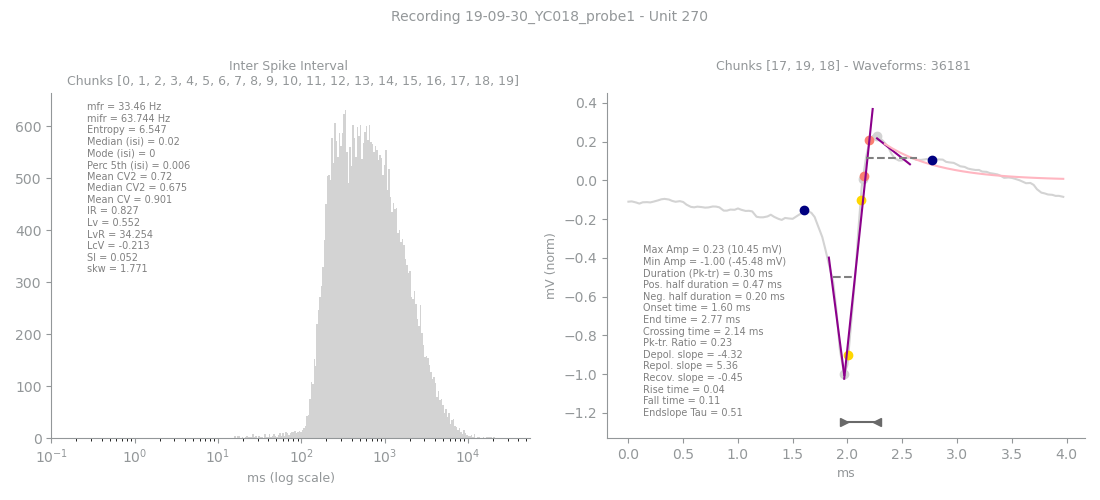 Recording 19-09-30_YC018_probe1 - Unit 270
Inter Spike Interval
Chunks [0, 1, 2, 3, 4, 5, 6, 7, 8, 9, 10, 11, 12, 13, 14, 15, 16, 17, 18, 19]
mfr = 33.46 Hz
mifr = 63.744 Hz
Entropy = 6.547
Median (isi) = 0.02
Mode (isi) = 0
Perc 5th (isi) = 0.006
Mean CV2 = 0.72
Median CV2 = 0.675
Mean CV = 0.901
IR = 0.827
Lv = 0.552
LvR = 34.254
LcV = -0.213
SI = 0.052
skw = 1.771
600
500
400
300
200
100
0
10⁻¹ 10⁰ 10¹ 10² 10³ 10⁴
ms (log scale)
Chunks [17, 19, 18] - Waveforms: 36181
mV (norm)
0.4
0.2
0.0
−0.2
−0.4
−0.6
−0.8
−1.0
−1.2
Max Amp = 0.23 (10.45 mV)
Min Amp = -1.00 (-45.48 mV)
Duration (Pk-tr) = 0.30 ms
Pos. half duration = 0.47 ms
Neg. half duration = 0.20 ms
Onset time = 1.60 ms
End time = 2.77 ms
Crossing time = 2.14 ms
Pk-tr. Ratio = 0.23
Depol. slope = -4.32
Repol. slope = 5.36
Recov. slope = -0.45
Rise time = 0.04
Fall time = 0.11
Endslope Tau = 0.51
0.0 0.5 1.0 1.5 2.0 2.5 3.0 3.5 4.0
ms